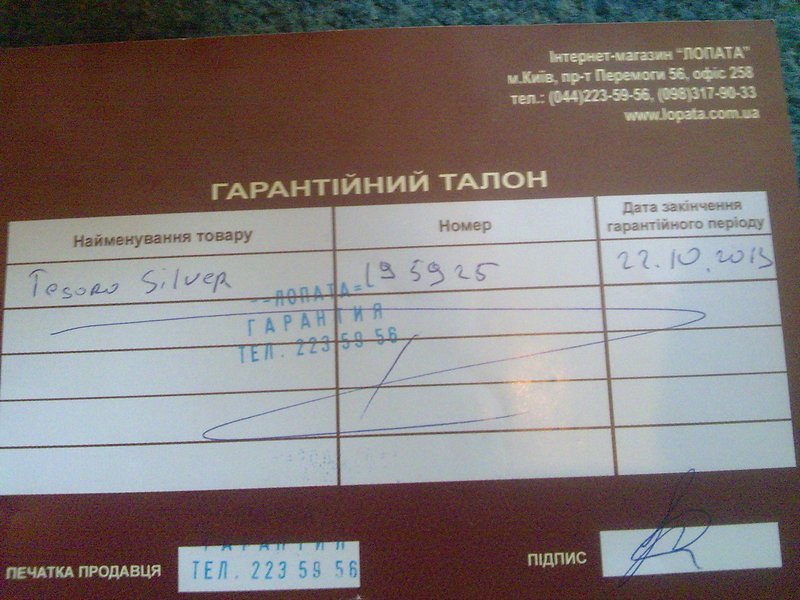 Інтернет-магазин "ЛОПАТА"
м.Київ, пр-т Перемоги 56, офіс 258
тел.: (044)223-59-56, (098)317-90-33
www.lopata.com.ua
ГАРАНТІЙНИЙ ТАЛОН
Найменування товару
Номер
Дата закінчення
гарантійного періоду
Tesoro Silver
195925
22.10.2013
--ЛОПАТА=
ГАРАНТИЯ
ТЕЛ. 223 59 56
ПЕЧАТКА ПРОДАВЦЯ
ГАРАНТИЯ
ТЕЛ. 223 59 56
ПІДПИС